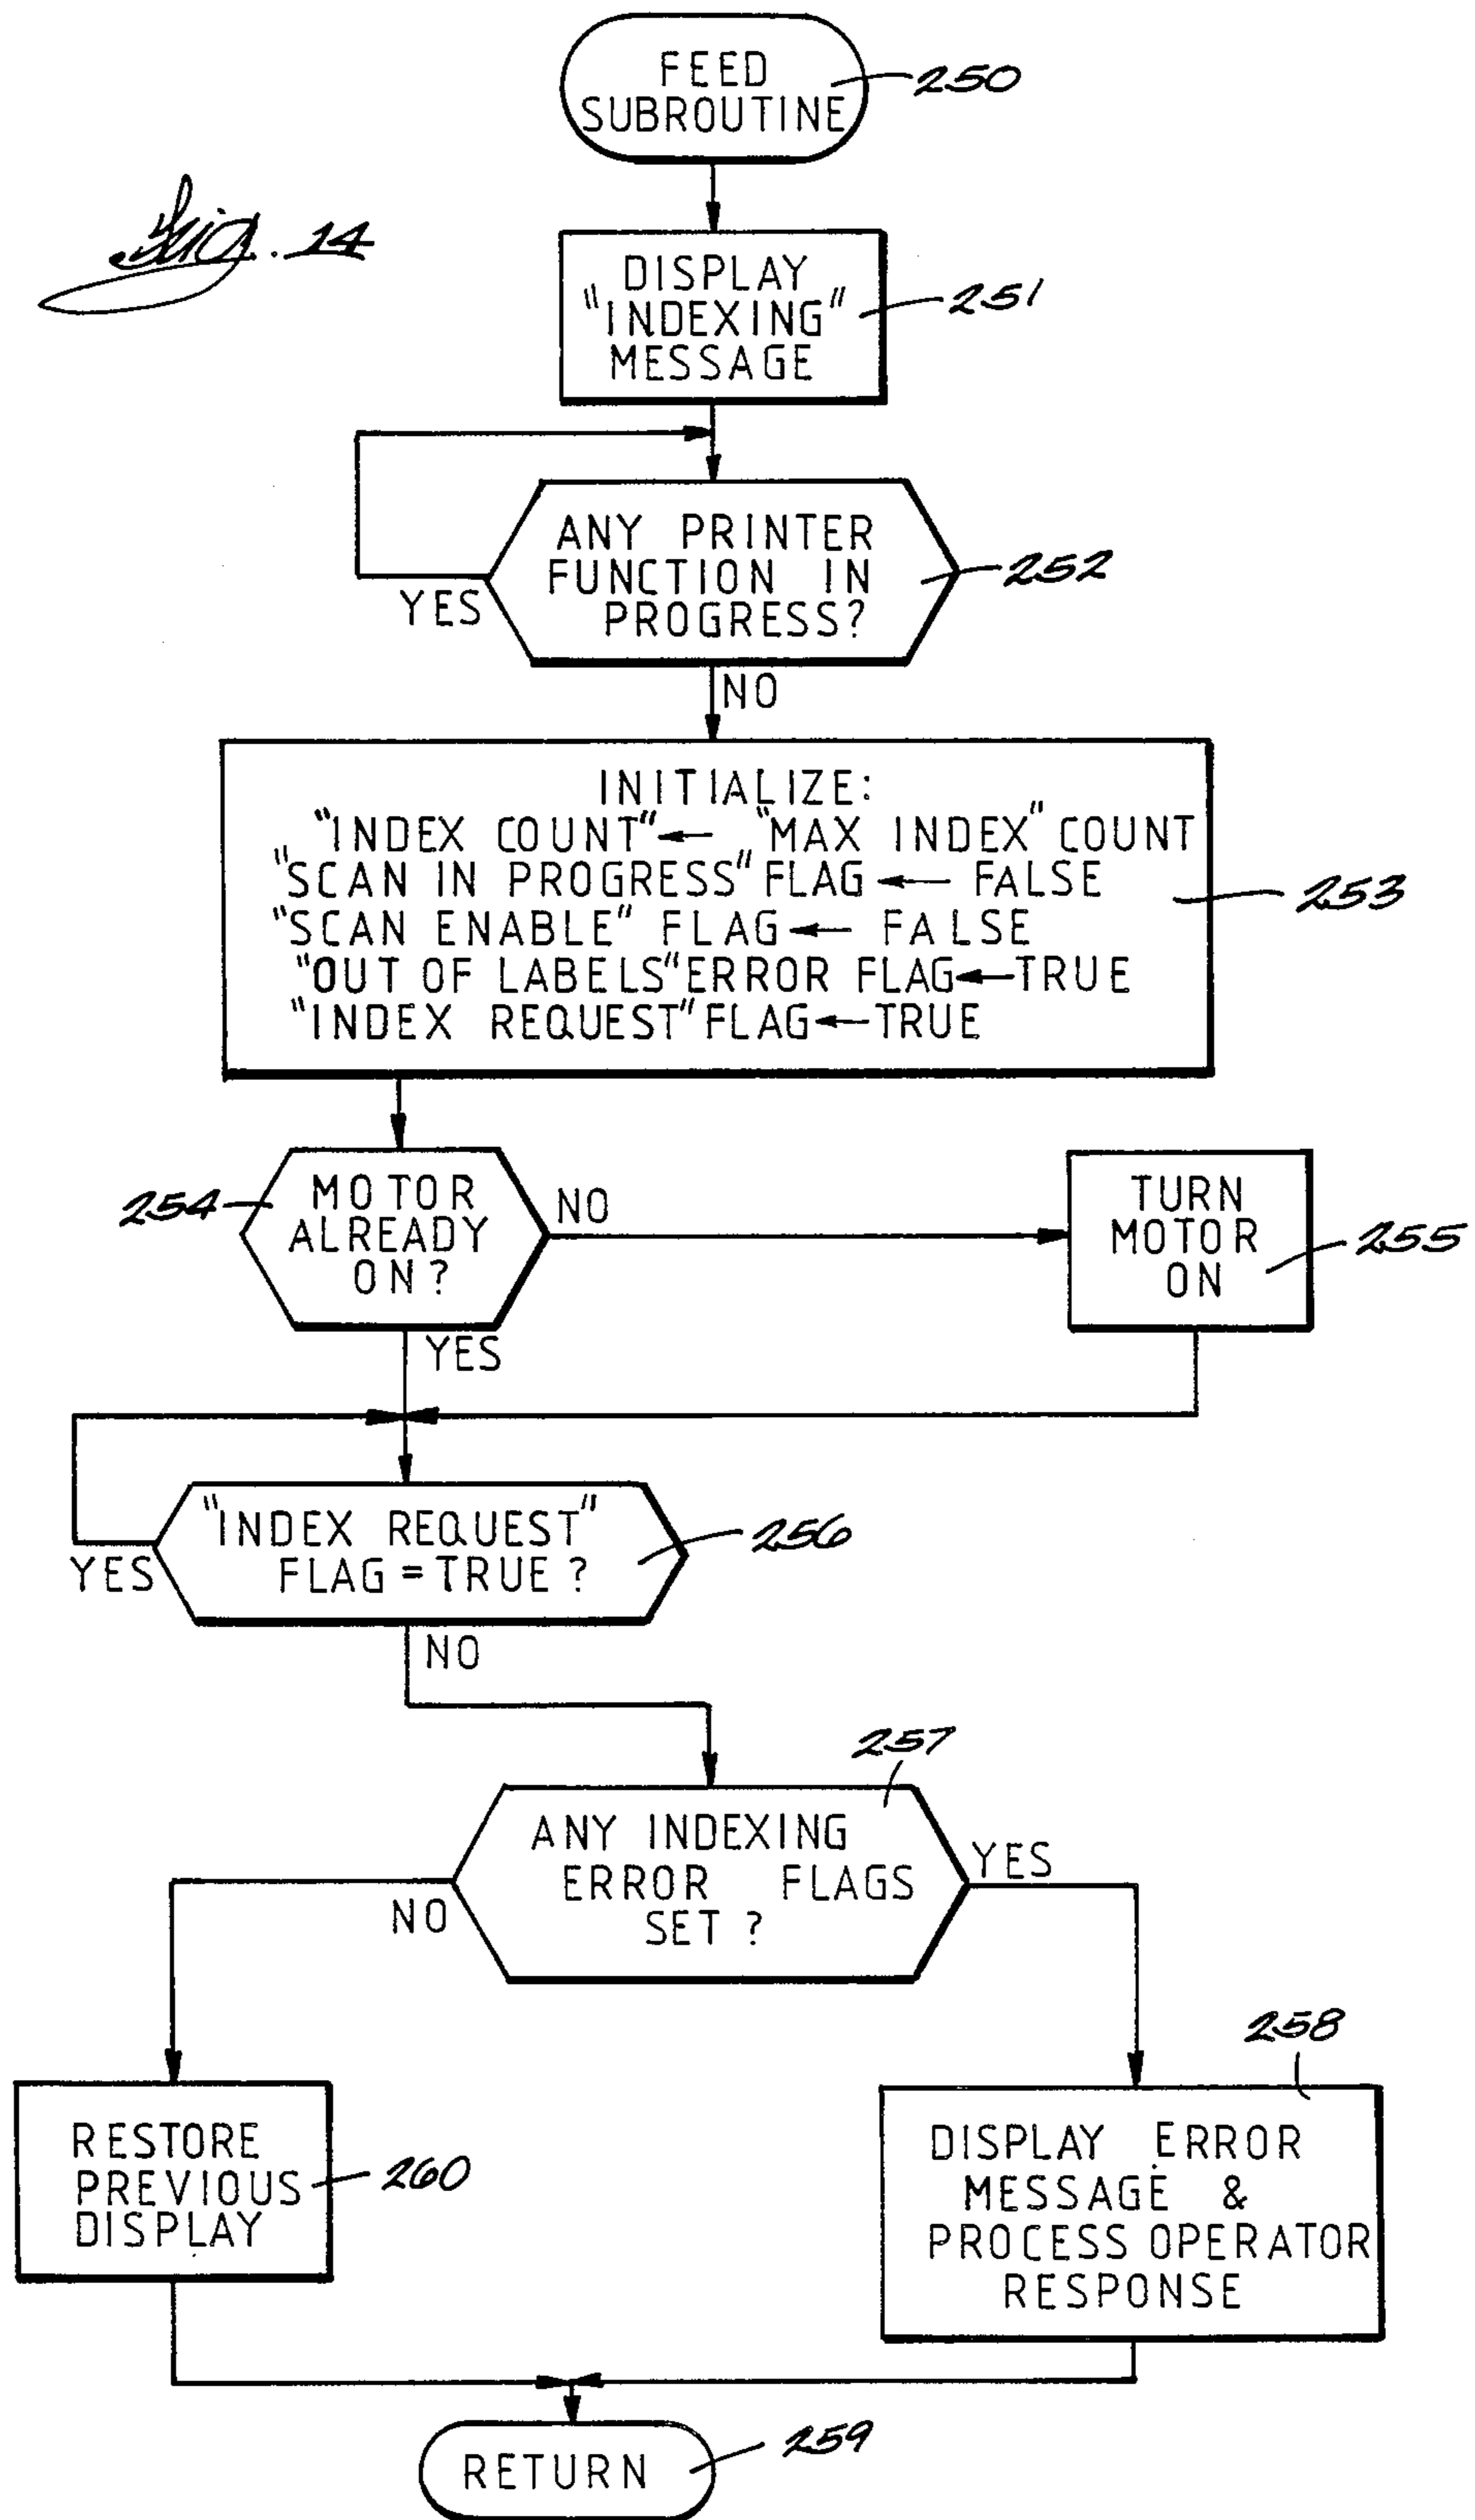 FEED
SUBROUTINE
250
Fig. 14
DISPLAY
"INDEXING"
MESSAGE
251
ANY PRINTER
FUNCTION IN
PROGRESS?
252
YES
NO
INITIALIZE:
"INDEX COUNT" ← "MAX INDEX" COUNT
"SCAN IN PROGRESS" FLAG ← FALSE
"SCAN ENABLE" FLAG ← FALSE
"OUT OF LABELS" ERROR FLAG ← TRUE
"INDEX REQUEST" FLAG ← TRUE
253
254
MOTOR
ALREADY
ON?
NO
TURN
MOTOR
ON
255
YES
"INDEX REQUEST"
FLAG = TRUE ?
256
YES
NO
257
ANY INDEXING
ERROR FLAGS
SET ?
YES
NO
258
RESTORE
PREVIOUS
DISPLAY
260
DISPLAY ERROR
MESSAGE &
PROCESS OPERATOR
RESPONSE
RETURN
259